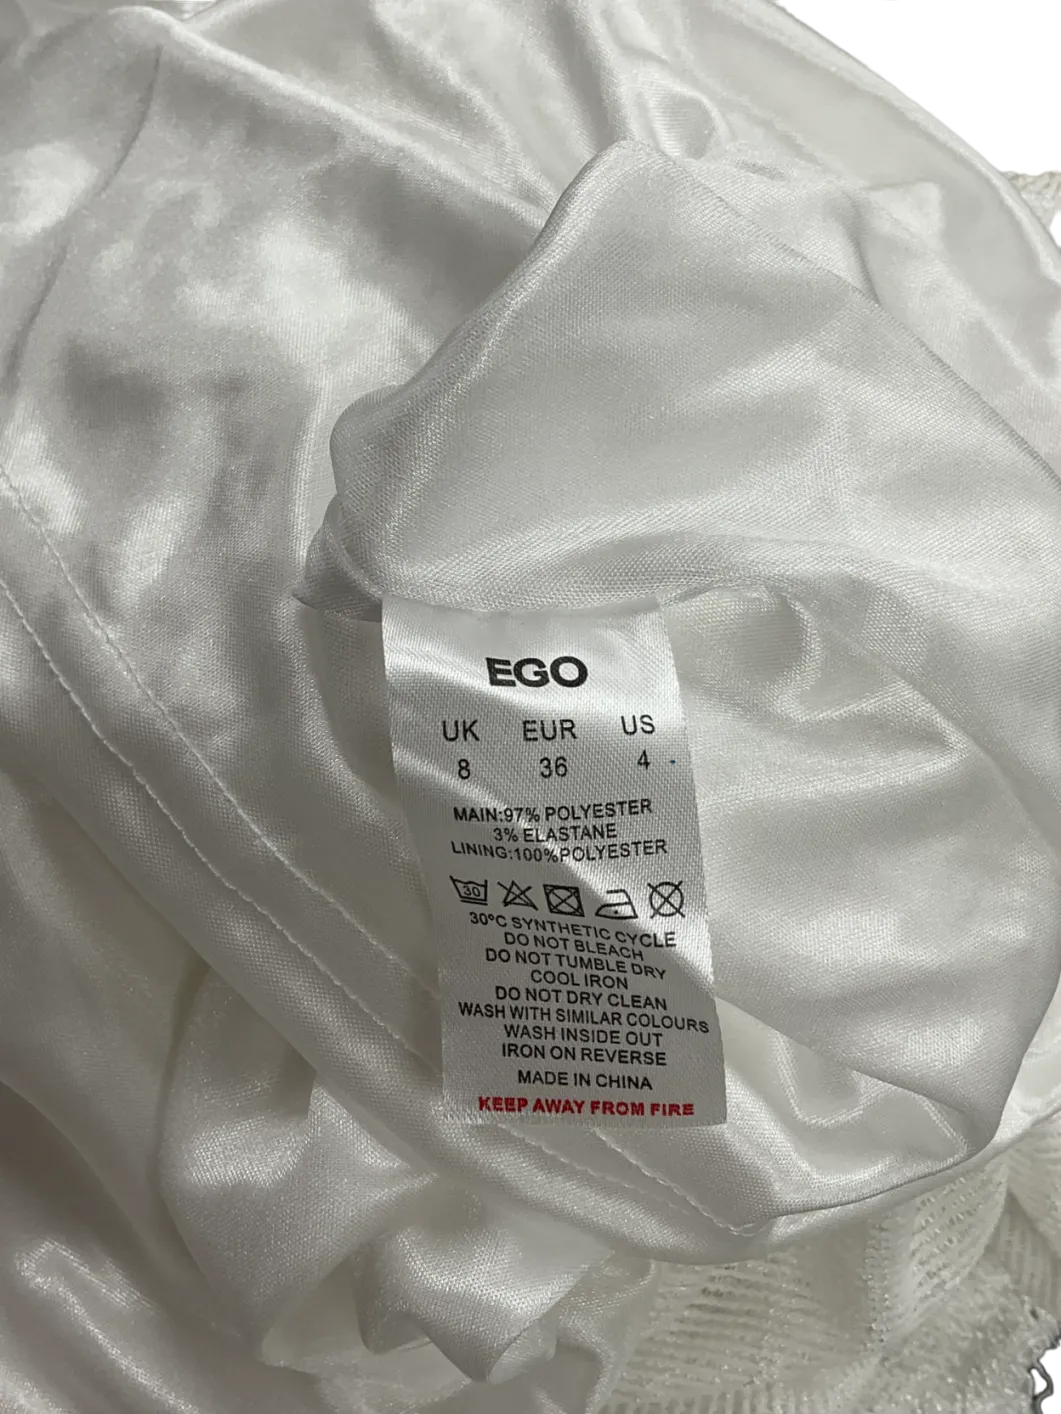 EGO
UK EUR US
8 36 4
MAIN:97% POLYESTER
3% ELASTANE
LINING:100%POLYESTER
30
30°C SYNTHETIC CYCLE
DO NOT BLEACH
DO NOT TUMBLE DRY
COOL IRON
DO NOT DRY CLEAN
WASH WITH SIMILAR COLOURS
WASH INSIDE OUT
IRON ON REVERSE
MADE IN CHINA
KEEP AWAY FROM FIRE